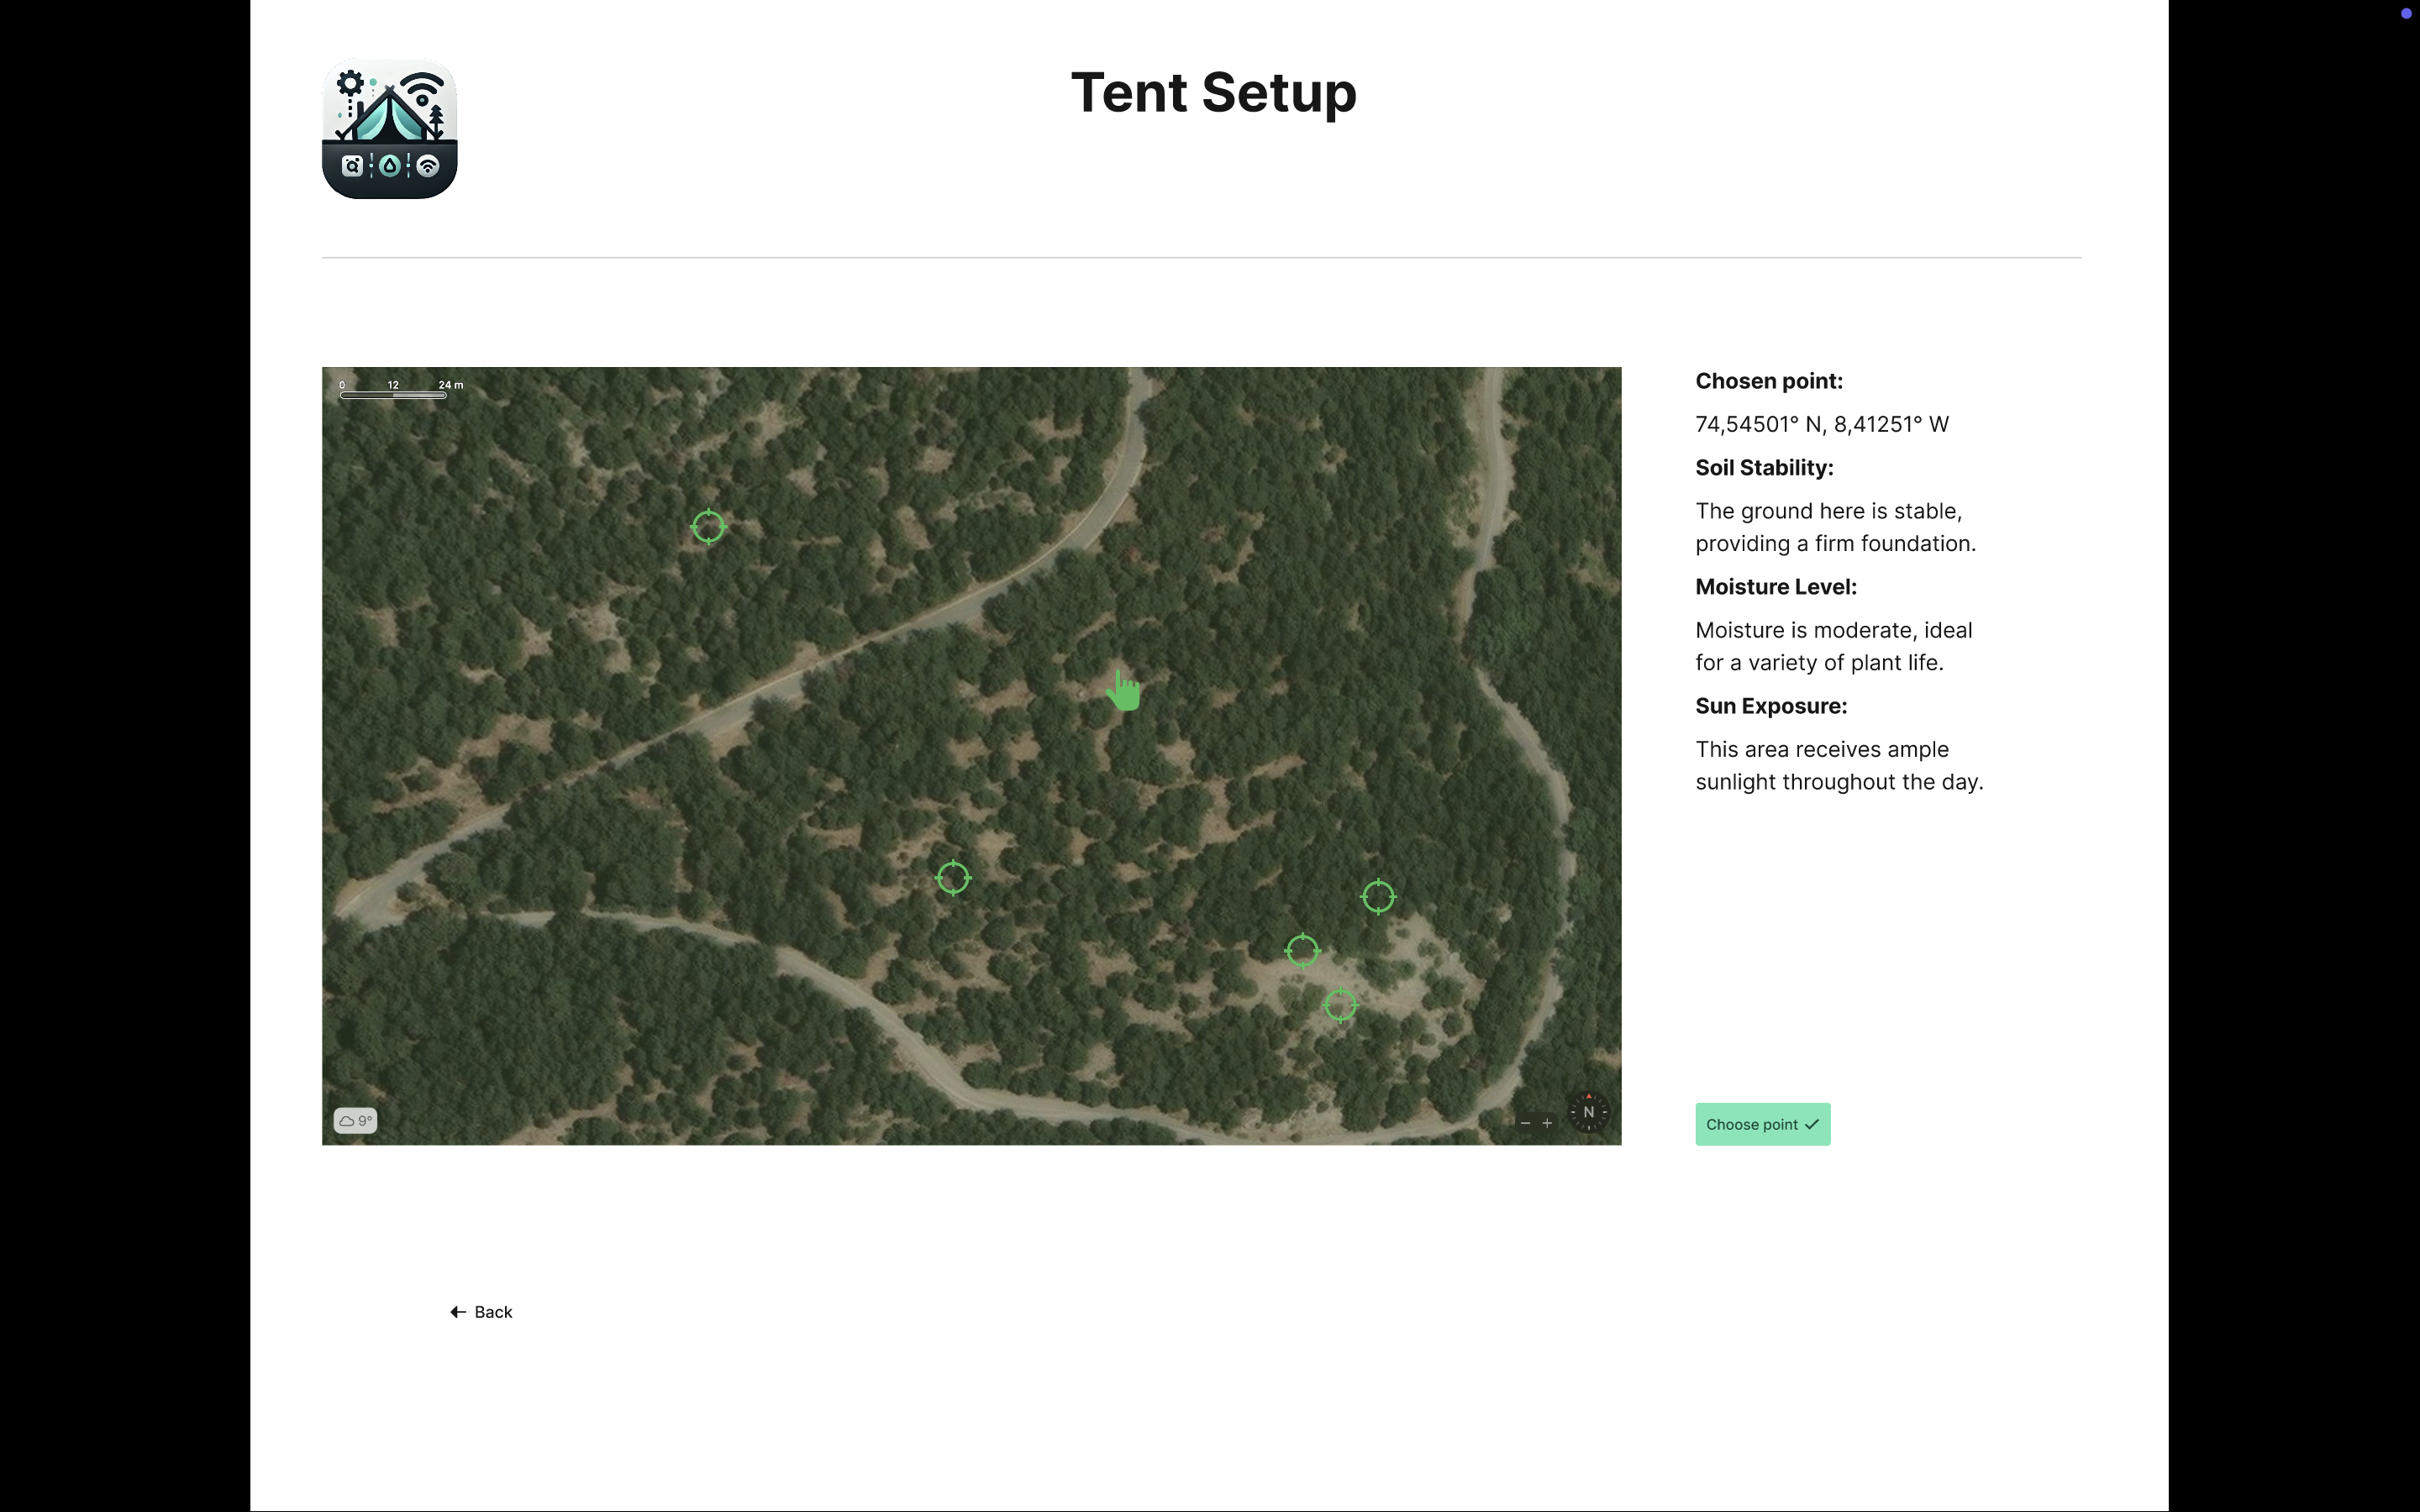 Tent Setup
0 12 24 m
Chosen point:
74,54501° N, 8,41251° W
Soil Stability:
The ground here is stable,
providing a firm foundation.
Moisture Level:
Moisture is moderate, ideal
for a variety of plant life.
Sun Exposure:
This area receives ample
sunlight throughout the day.
9°
− +
N
Choose point
Back